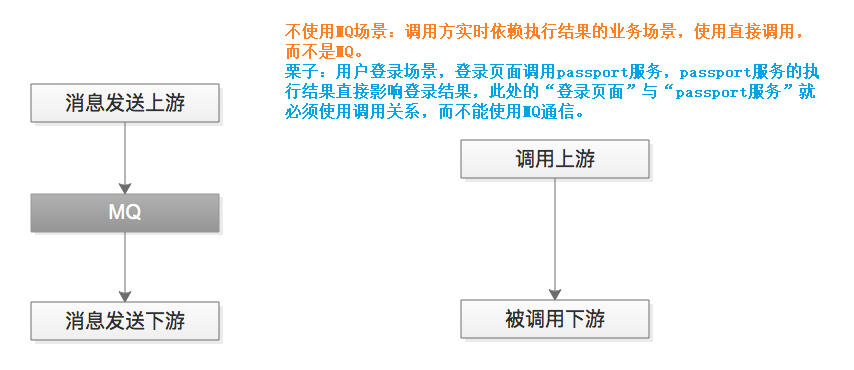 不使用MQ场景：调用方实时依赖执行结果的业务场景，使用直接调用，
而不是MQ。
栗子：用户登录场景，登录页面调用passport服务，passport服务的执
行结果直接影响登录结果，此处的“登录页面”与“passport服务”就
必须使用调用关系，而不能使用MQ通信。
消息发送上游
MQ
消息发送下游
调用上游
被调用下游